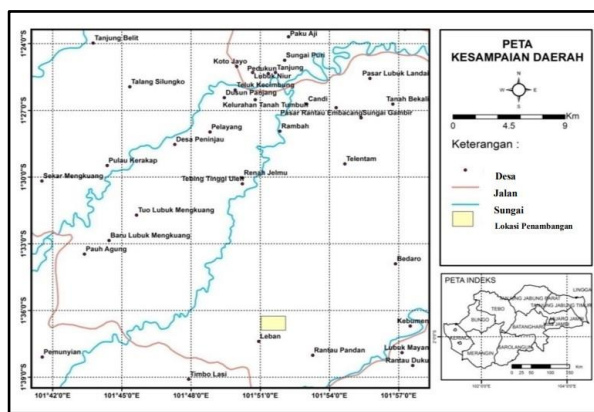 PETA
KESAMPAIAN DAERAH
N
W E
S
0 4.5 9
Km
Keterangan :
Desa
Jalan
Sungai
Lokasi Penambangan
PETA INDEKS
TANJUNG JABUNG BARAT
LINGGA
TEBO
BUNGO
BATANGHARI
MERANGIN
SAROLANGUN
Km
1°24'0"S
1°27'0"S
1°30'0"S
1°33'0"S
1°36'0"S
1°39'0"S
101°42'0"E
101°45'0"E
101°48'0"E
101°51'0"E
101°54'0"E
101°57'0"E
Paku Aji
Tanjung Belit
Sungai Puri
Koto Jayo
Pedukun
Tanjung
Lubuk Niur
Pasar Lubuk Landai
Talang Silungko
Teluk Kecimbung
Dusun Panjang
Kelurahan Tanah Tumbuh
Candi
Tanah Bekali
Pasar Rantau Embacang
Sungai Gambir
Pelayang
Rambah
Desa Peninjau
Pulau Kerakap
Telentam
Sekar Mengkuang
Renah Jelmu
Tebing Tinggi Uleh
Tuo Lubuk Mengkuang
Baru Lubuk Mengkuang
Pauh Agung
Bedaro
Kebumen
Leban
Pemunyian
Rantau Pandan
Lubuk Mayan
Rantau Duku
Timbo Lasi